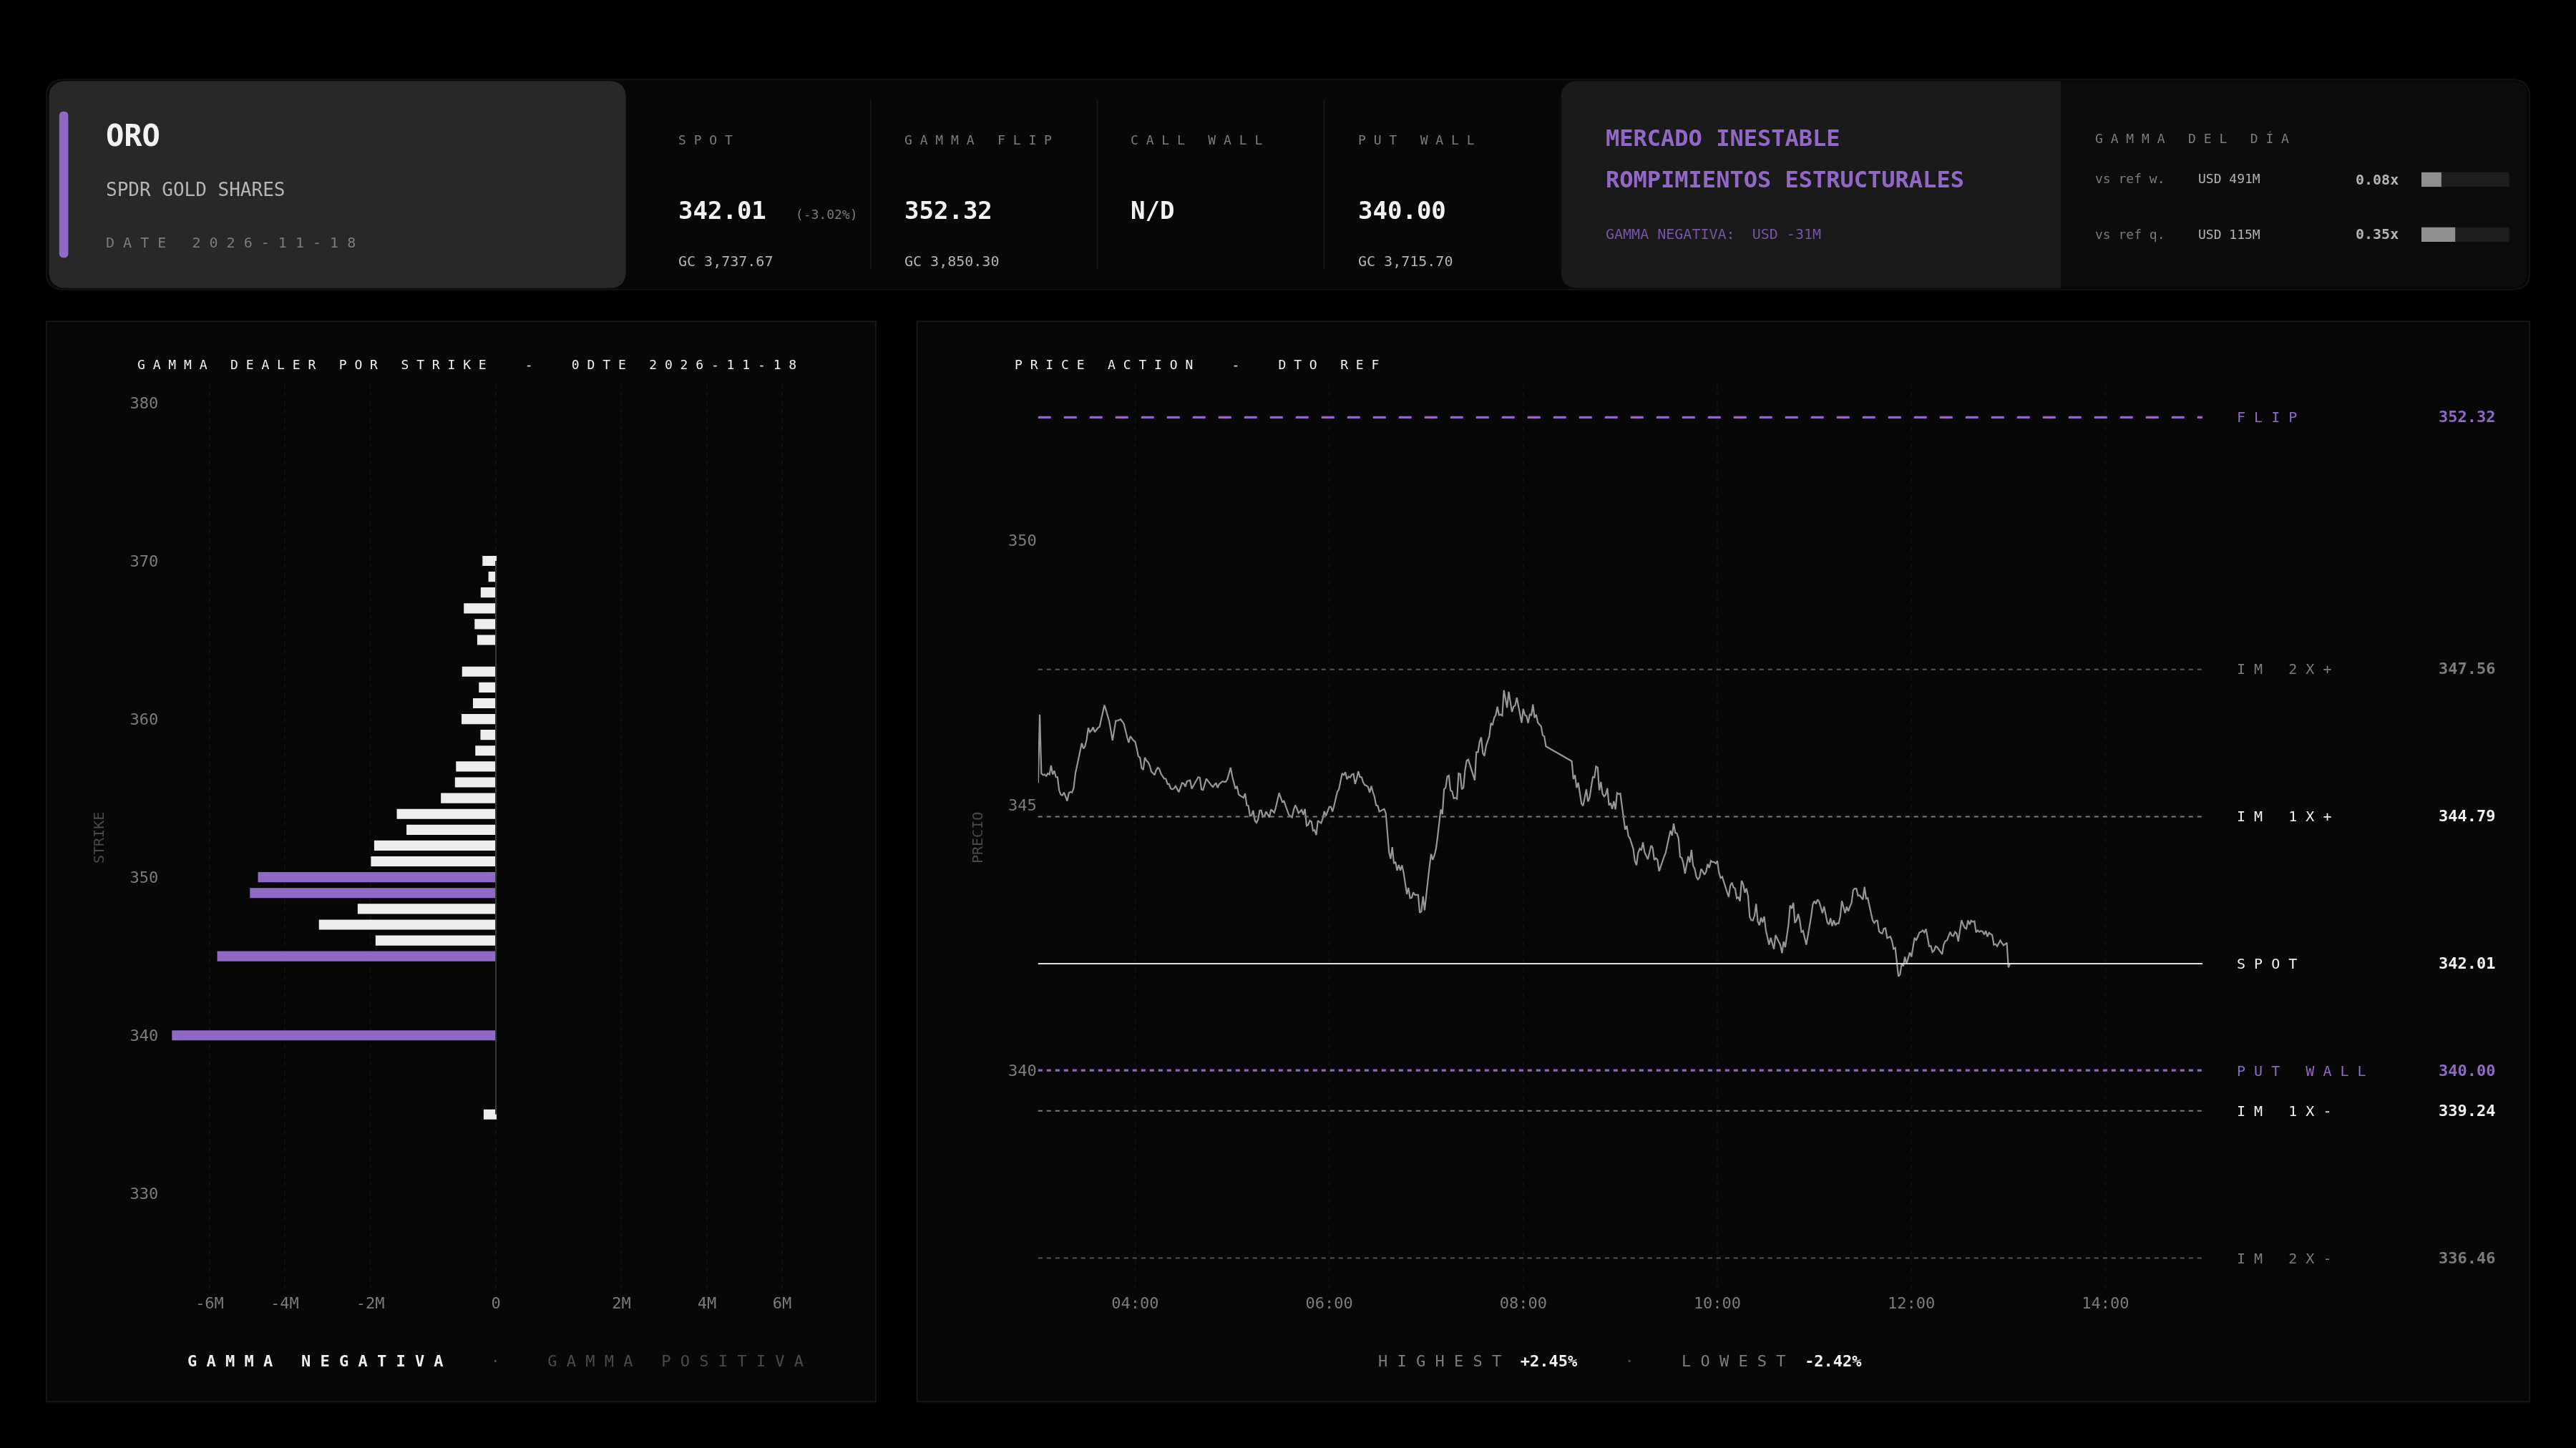 ORO
SPDR GOLD SHARES
DATE 2026-11-18
SPOT
342.01 (-3.02%)
GC 3,737.67
GAMMA FLIP
352.32
GC 3,850.30
CALL WALL
N/D
PUT WALL
340.00
GC 3,715.70
MERCADO INESTABLE
ROMPIMIENTOS ESTRUCTURALES
GAMMA NEGATIVA: USD -31M
GAMMA DEL DÍA
vs ref w. USD 491M 0.08x
vs ref q. USD 115M 0.35x
GAMMA DEALER POR STRIKE - 0DTE 2026-11-18
380
370
360
350
340
330
STRIKE
-6M -4M -2M 0 2M 4M 6M
GAMMA NEGATIVA · GAMMA POSITIVA
PRICE ACTION - DTO REF
350
345
340
PRECIO
FLIP 352.32
IM 2X+ 347.56
IM 1X+ 344.79
SPOT 342.01
PUT WALL 340.00
IM 1X- 339.24
IM 2X- 336.46
04:00 06:00 08:00 10:00 12:00 14:00
HIGHEST +2.45% · LOWEST -2.42%